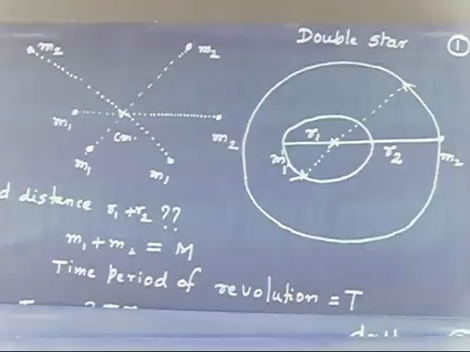 Double star
1
m₂
m₂
m₁
cm.
m₂
m₁
m₁
r₁
r₂
m₁
m₂
distance r₁+r₂ ??
m₁ + m₂ = M
Time period of revolution = T